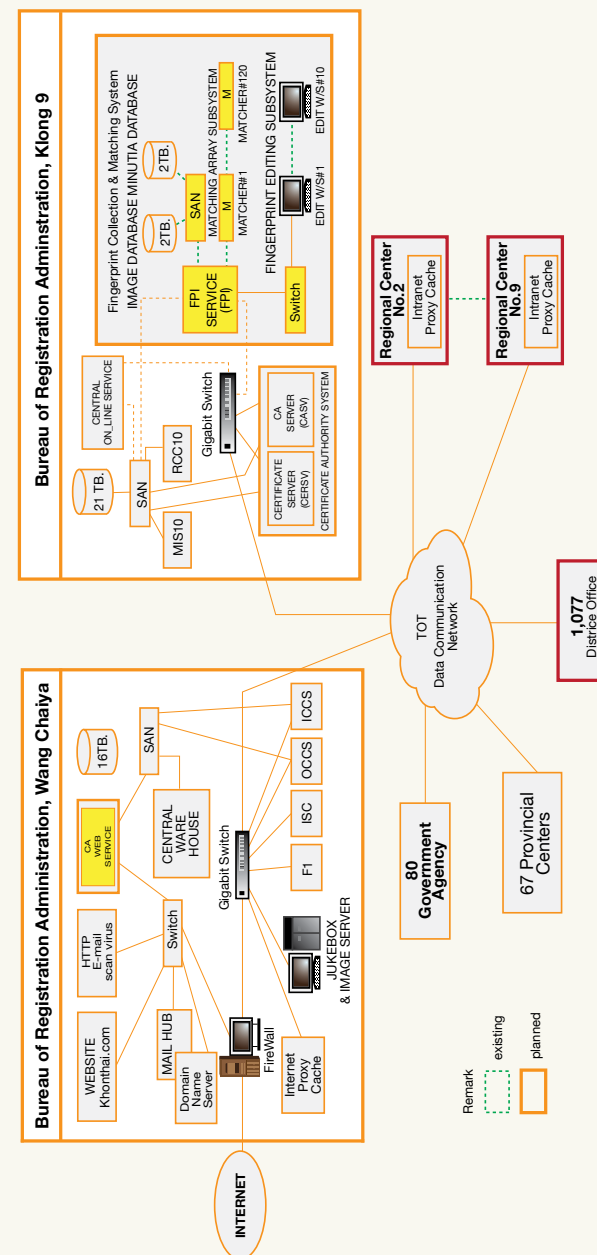 Bureau of Registration Administration, Wang Chaiya
WEBSITE
Khonthai.com
HTTP
E-mail
scan virus
CA
WEB
SERVICE
16TB.
MAIL HUB
Domain
Name
Server
Switch
CENTRAL
WARE
HOUSE
SAN
INTERNET
FireWall
Gigabit Switch
Internet
Proxy
Cache
JUKEBOX
& IMAGE SERVER
F1
ISC
OCCS
ICCS
Bureau of Registration Adminstration, Klong 9
21 TB.
CENTRAL
ON_LINE SERVICE
SAN
MIS10
RCC10
Gigabit Switch
CERTIFICATE
SERVER
(CERSV)
CA
SERVER
(CASV)
CERTIFICATE AUTHORITY SYSTEM
Fingerprint Collection & Matching System
IMAGE DATABASE MINUTIA DATABASE
2TB.
2TB.
SAN
FPI
SERVICE
(FPI)
MATCHING ARRAY SUBSYSTEM
M
M
MATCHER#1
MATCHER#120
FINGERPRINT EDITING SUBSYSTEM
Switch
EDIT W/S#1
EDIT W/S#10
TOT
Data Communication
Network
Regional Center
No.2
Intranet
Proxy Cache
Regional Center
No.9
Intranet
Proxy Cache
80
Government
Agency
67 Provincial
Centers
1,077
Districe Office
Remark
existing
planned